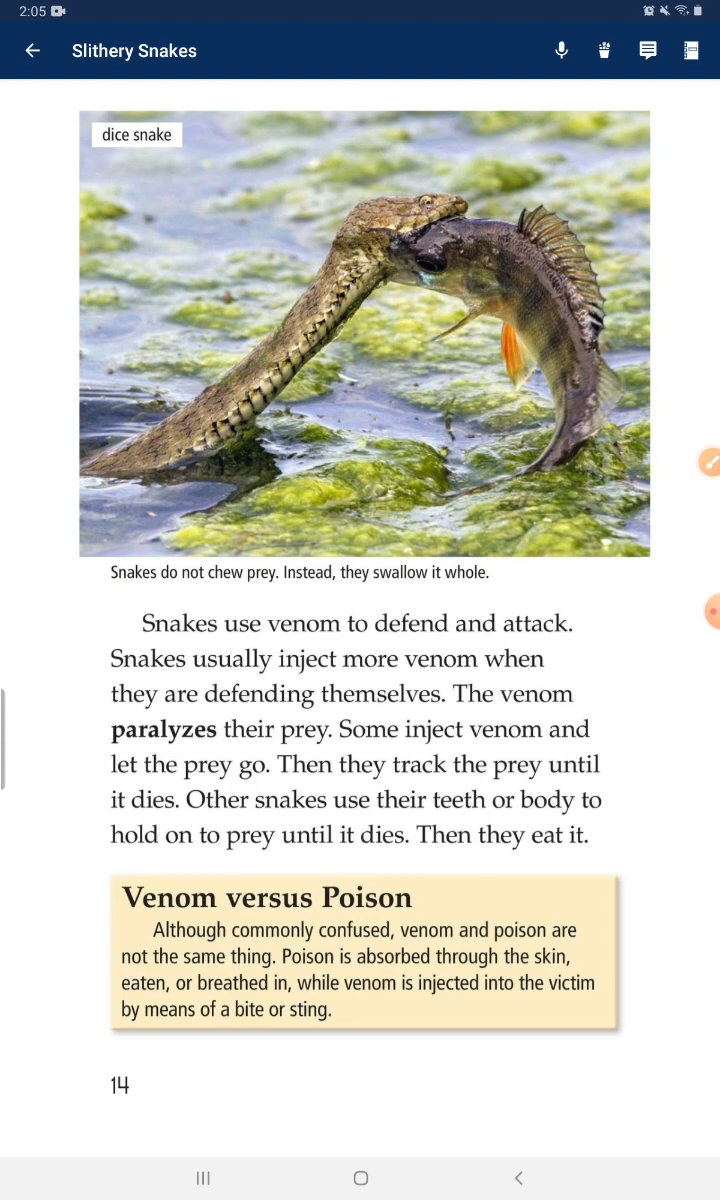 2:05
Slithery Snakes
dice snake
Snakes do not chew prey. Instead, they swallow it whole.
Snakes use venom to defend and attack.
Snakes usually inject more venom when
they are defending themselves. The venom
paralyzes their prey. Some inject venom and
let the prey go. Then they track the prey until
it dies. Other snakes use their teeth or body to
hold on to prey until it dies. Then they eat it.
Venom versus Poison
Although commonly confused, venom and poison are
not the same thing. Poison is absorbed through the skin,
eaten, or breathed in, while venom is injected into the victim
by means of a bite or sting.
14